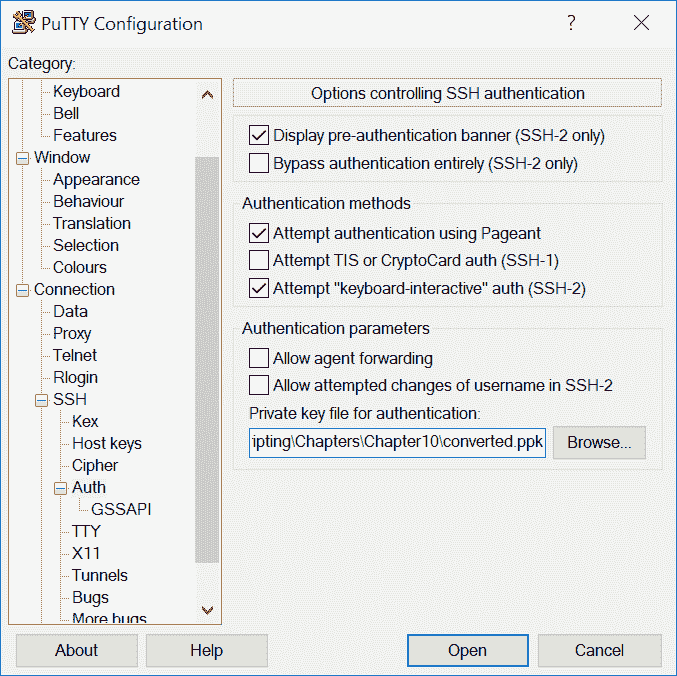 PuTTY Configuration
?
Category:
Keyboard
Bell
Features
Window
Appearance
Behaviour
Translation
Selection
Colours
Connection
Data
Proxy
Telnet
Rlogin
SSH
Kex
Host keys
Cipher
Auth
GSSAPI
TTY
X11
Tunnels
Bugs
More bugs
Options controlling SSH authentication
Display pre-authentication banner (SSH-2 only)
Bypass authentication entirely (SSH-2 only)
Authentication methods
Attempt authentication using Pageant
Attempt TIS or CryptoCard auth (SSH-1)
Attempt "keyboard-interactive" auth (SSH-2)
Authentication parameters
Allow agent forwarding
Allow attempted changes of username in SSH-2
Private key file for authentication:
ipting\Chapters\Chapter10\converted.ppk Browse...
About Help Open Cancel